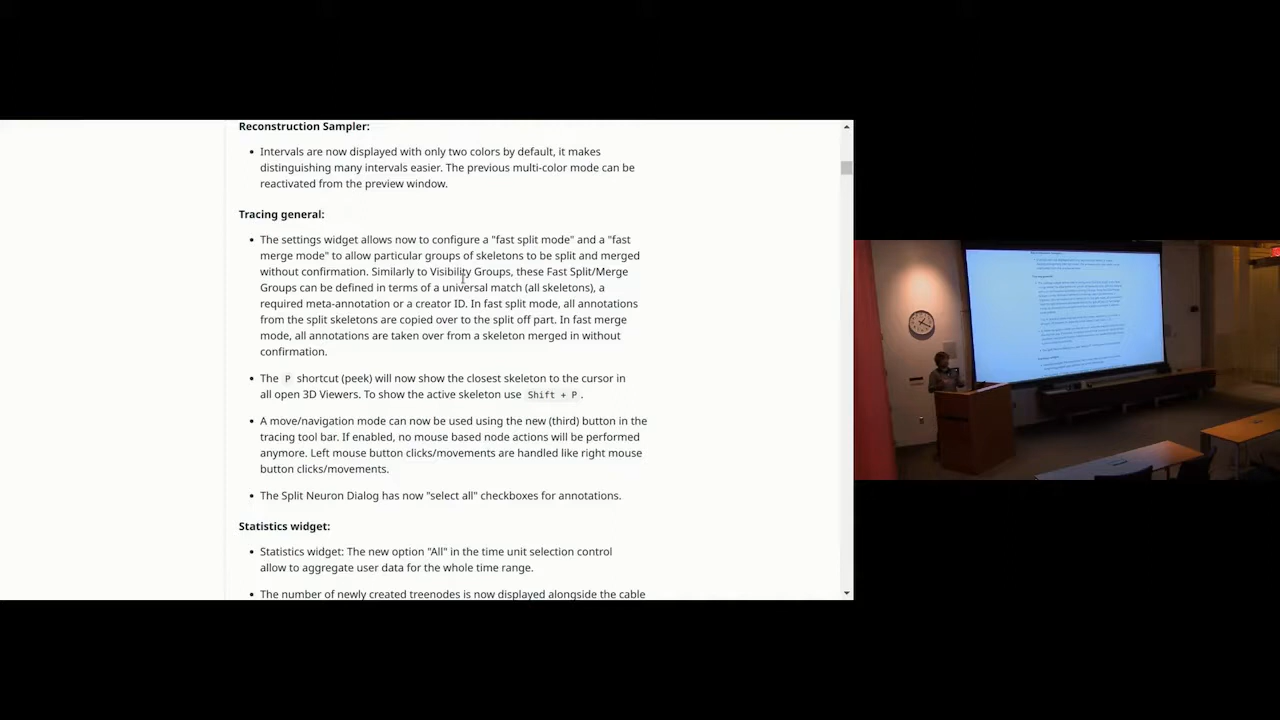 Reconstruction Sampler:
• Intervals are now displayed with only two colors by default, it makes
distinguishing many intervals easier. The previous multi-color mode can be
reactivated from the preview window.
Tracing general:
• The settings widget allows now to configure a "fast split mode" and a "fast
merge mode" to allow particular groups of skeletons to be split and merged
without confirmation. Similarly to Visibility Groups, these Fast Split/Merge
Groups can be defined in terms of a universal match (all skeletons), a
required meta-annotation or creator ID. In fast split mode, all annotations
from the split skeletons are copied over to the split off part. In fast merge
mode, all annotations are taken over from a skeleton merged in without
confirmation.
• The P shortcut (peek) will now show the closest skeleton to the cursor in
all open 3D Viewers. To show the active skeleton use Shift + P.
• A move/navigation mode can now be used using the new (third) button in the
tracing tool bar. If enabled, no mouse based node actions will be performed
anymore. Left mouse button clicks/movements are handled like right mouse
button clicks/movements.
• The Split Neuron Dialog has now "select all" checkboxes for annotations.
Statistics widget:
• Statistics widget: The new option "All" in the time unit selection control
allow to aggregate user data for the whole time range.
• The number of newly created treenodes is now displayed alongside the cable